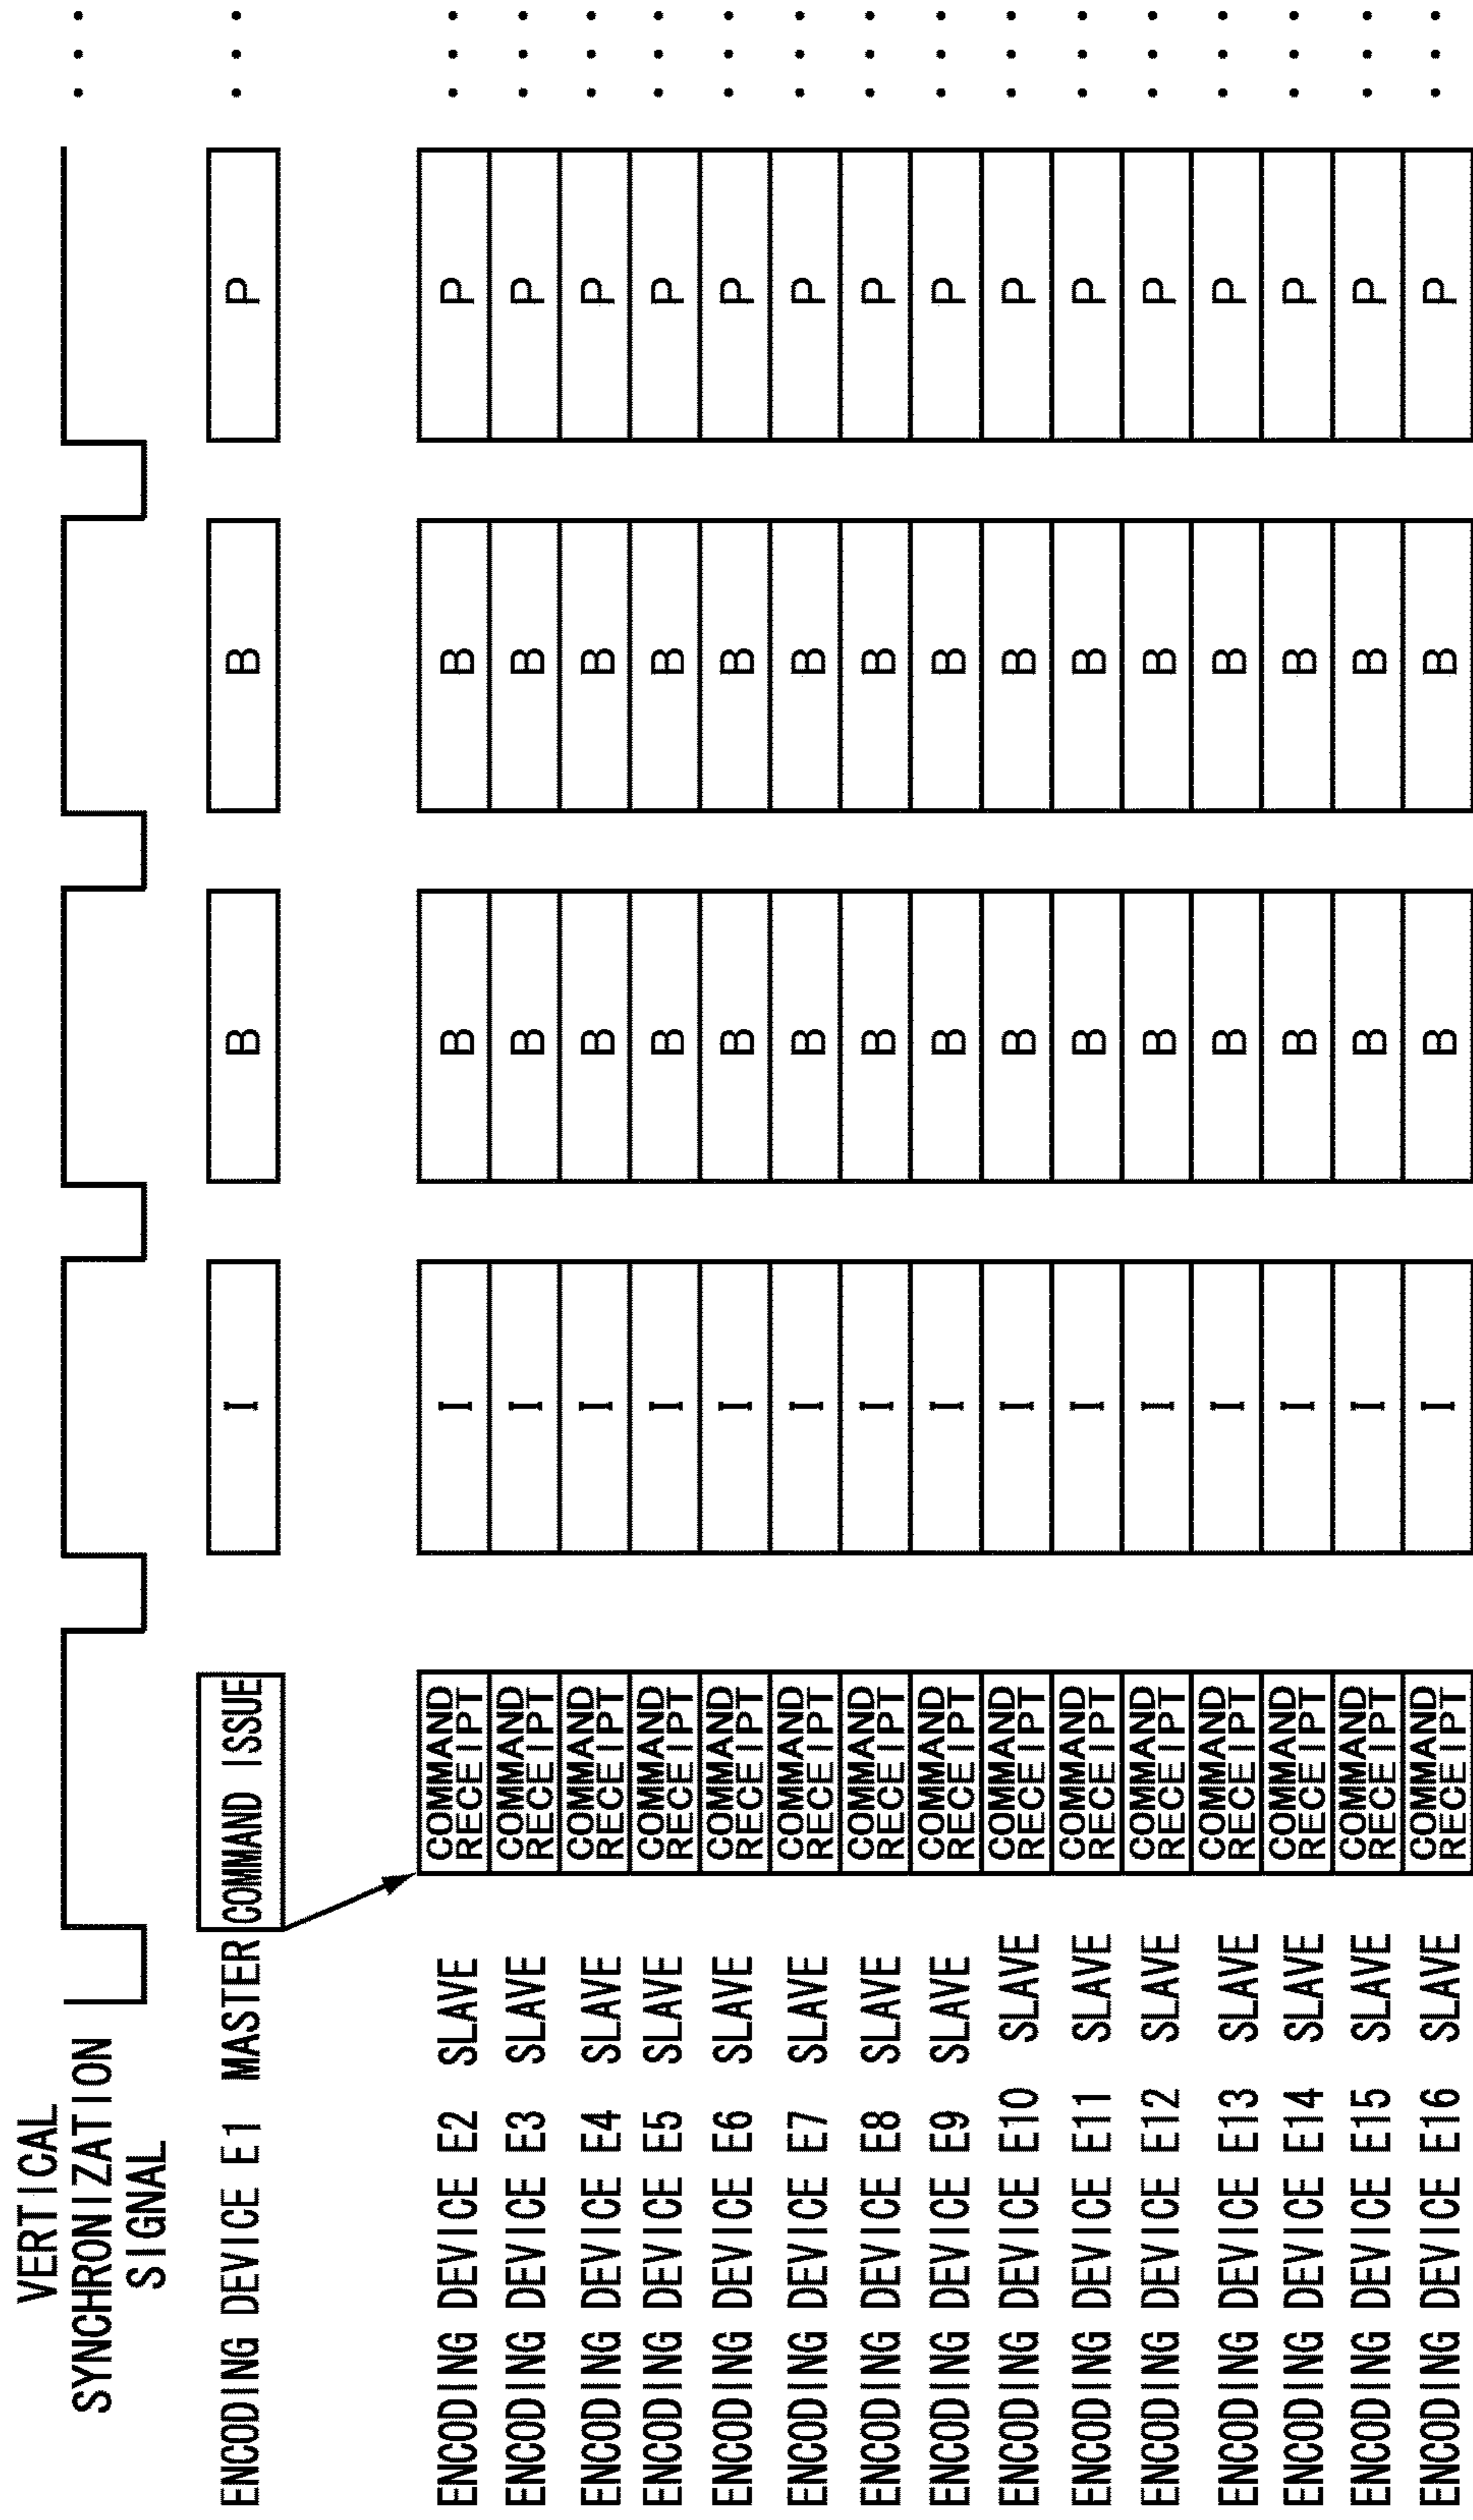 VERTICAL
SYNCHRONIZATION
SIGNAL
ENCODING DEVICE E1 MASTER COMMAND ISSUE I B B P
ENCODING DEVICE E2 SLAVE COMMAND RECEIPT I B B P
ENCODING DEVICE E3 SLAVE COMMAND RECEIPT I B B P
ENCODING DEVICE E4 SLAVE COMMAND RECEIPT I B B P
ENCODING DEVICE E5 SLAVE COMMAND RECEIPT I B B P
ENCODING DEVICE E6 SLAVE COMMAND RECEIPT I B B P
ENCODING DEVICE E7 SLAVE COMMAND RECEIPT I B B P
ENCODING DEVICE E8 SLAVE COMMAND RECEIPT I B B P
ENCODING DEVICE E9 SLAVE COMMAND RECEIPT I B B P
ENCODING DEVICE E10 SLAVE COMMAND RECEIPT I B B P
ENCODING DEVICE E11 SLAVE COMMAND RECEIPT I B B P
ENCODING DEVICE E12 SLAVE COMMAND RECEIPT I B B P
ENCODING DEVICE E13 SLAVE COMMAND RECEIPT I B B P
ENCODING DEVICE E14 SLAVE COMMAND RECEIPT I B B P
ENCODING DEVICE E15 SLAVE COMMAND RECEIPT I B B P
ENCODING DEVICE E16 SLAVE COMMAND RECEIPT I B B P